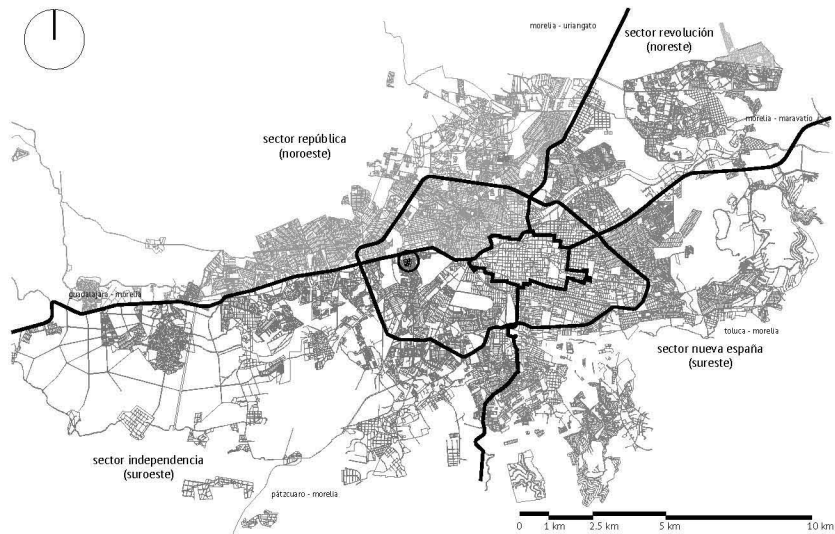 morelia - uriangato
sector revolución
(noreste)
morelia - maravatío
sector república
(noroeste)
guadalajara - morelia
toluca - morelia
sector nueva españa
(sureste)
sector independencia
(suroeste)
pátzcuaro - morelia
0 1 km 2.5 km 5 km 10 km